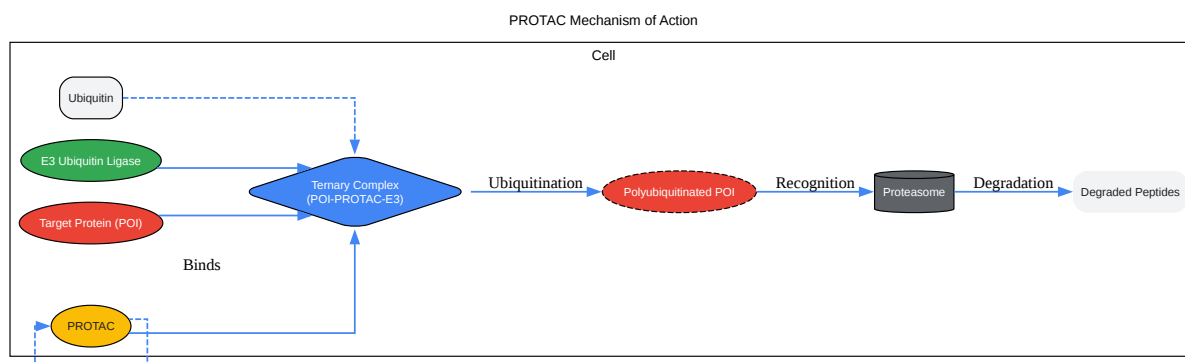 PROTAC Mechanism of Action
Cell
Ubiquitin
E3 Ubiquitin Ligase
Target Protein (POI)
Binds
PROTAC
Ternary Complex
(POI-PROTAC-E3)
Ubiquitination
Polyubiquitinated POI
Recognition
Proteasome
Degradation
Degraded Peptides